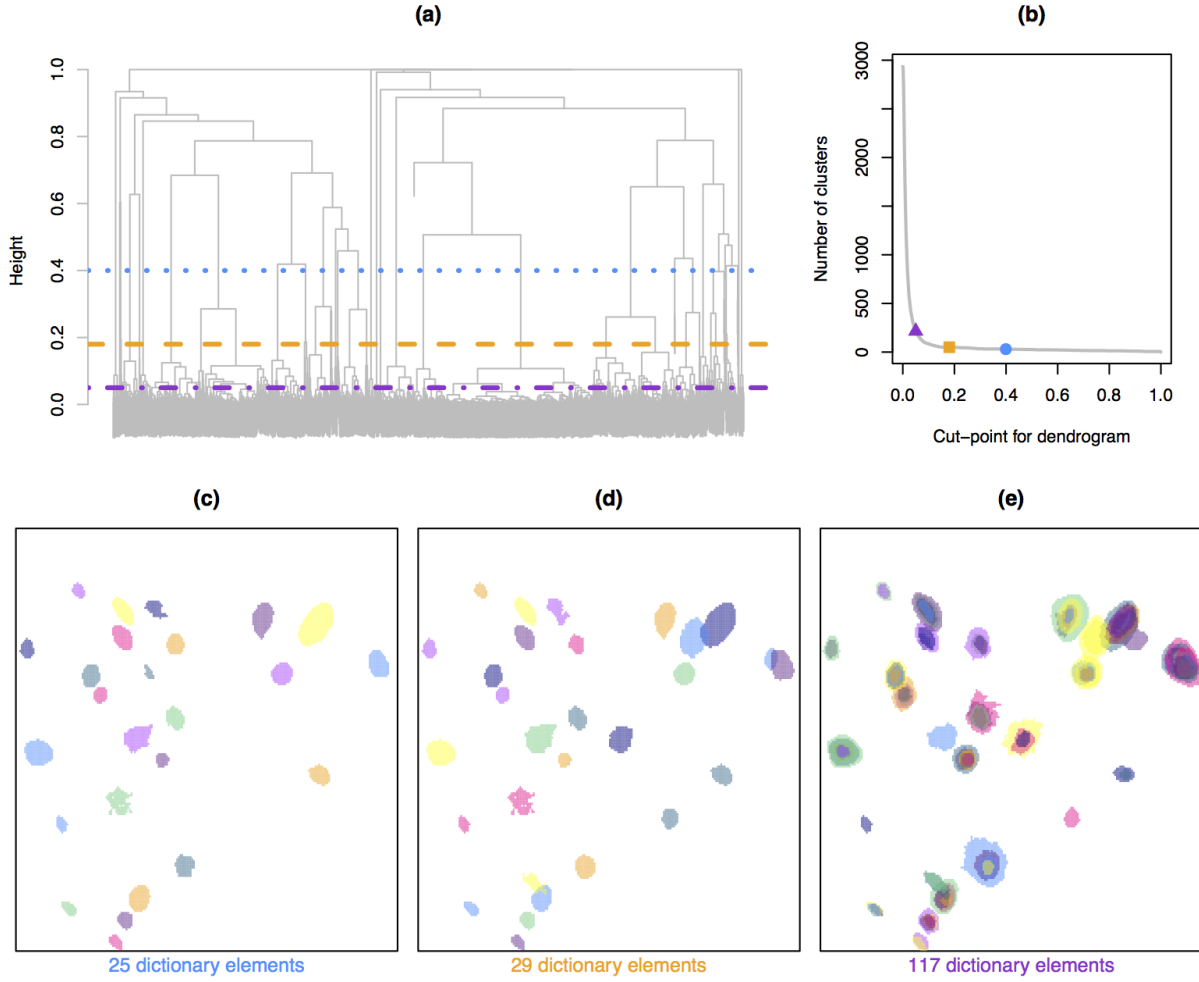 (a)
Height
1.0
0.8
0.6
0.4
0.2
0.0
(b)
Number of clusters
3000
2000
1000
500
0
0.0 0.2 0.4 0.6 0.8 1.0
Cut−point for dendrogram
(c)
25 dictionary elements
(d)
29 dictionary elements
(e)
117 dictionary elements